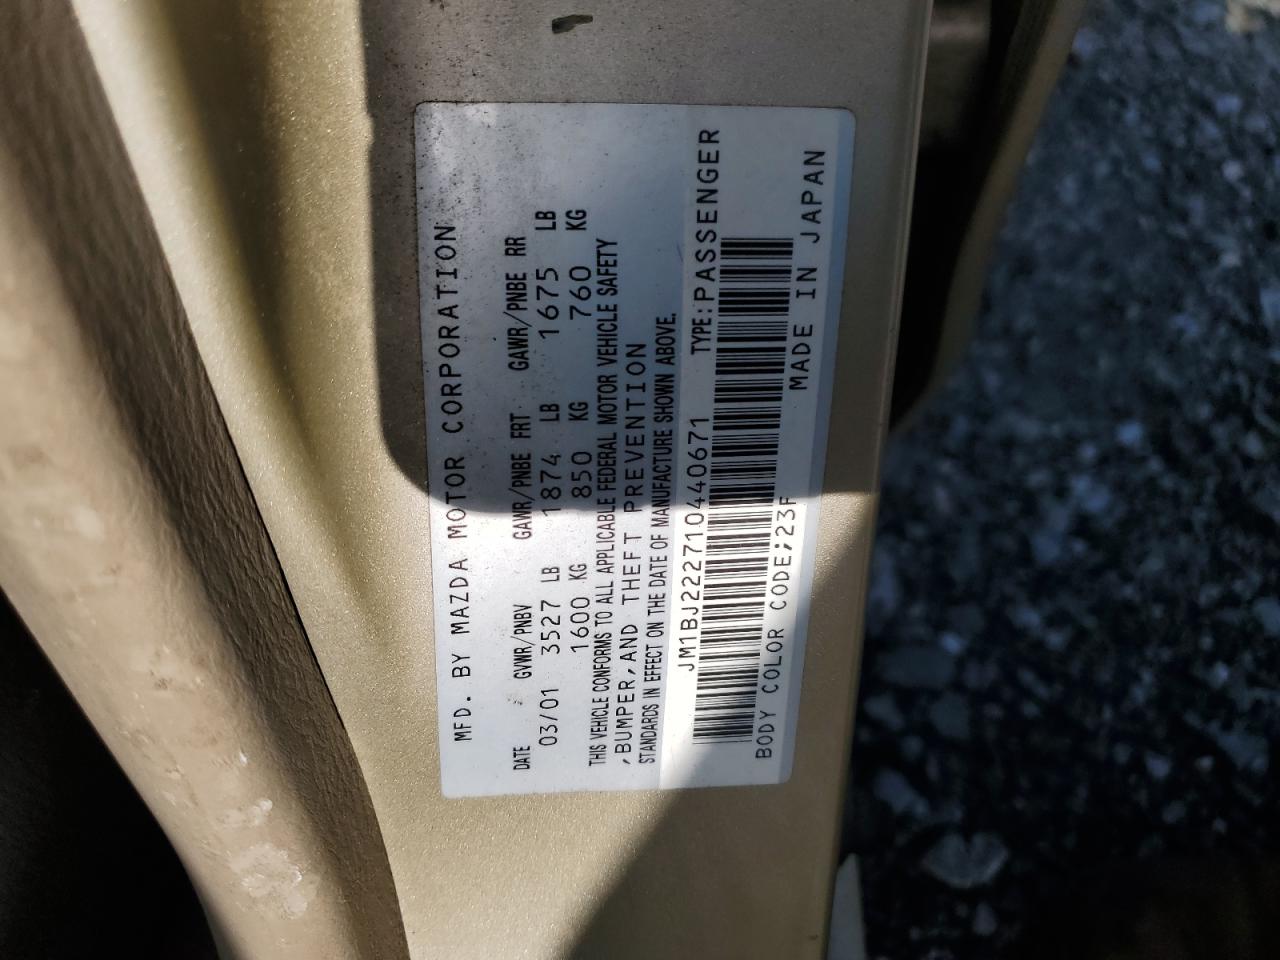 MFD. BY MAZDA MOTOR CORPORATION
DATE GVWR/PNBV GAWR/PNBE FRT GAWR/PNBE RR
03/01 3527 LB 1874 LB 1675 LB
1600 KG 850 KG 760 KG
THIS VEHICLE CONFORMS TO ALL APPLICABLE FEDERAL MOTOR VEHICLE SAFETY
,BUMPER,AND THEFT PREVENTION
STANDARDS IN EFFECT ON THE DATE OF MANUFACTURE SHOWN ABOVE.
JM1BJ222710440671 TYPE:PASSENGER
BODY COLOR CODE;23F MADE IN JAPAN